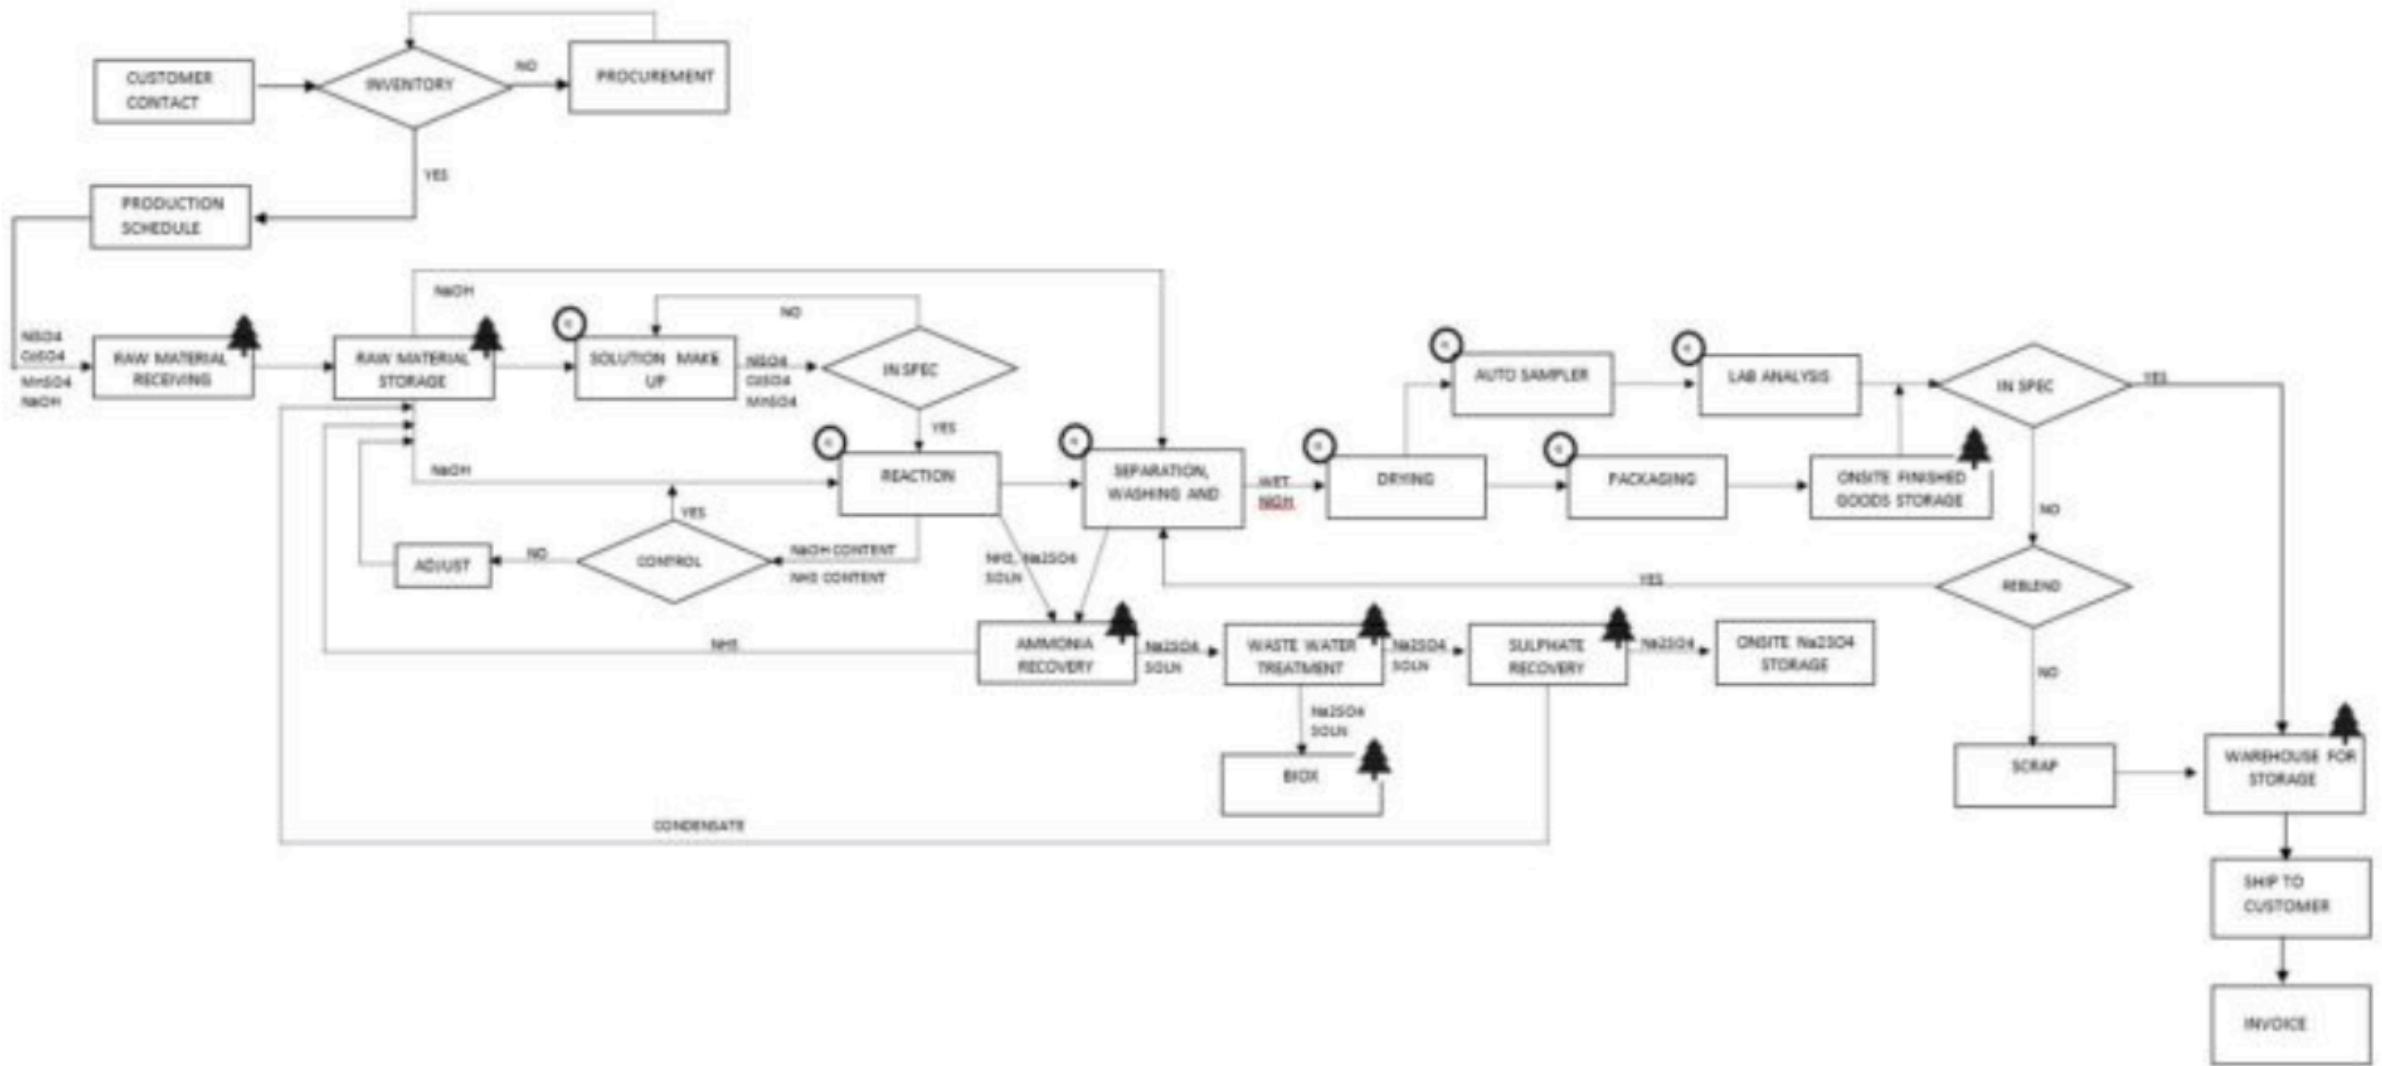 CUSTOMER
CONTACT
INVENTORY
NO
PROCUREMENT
YES
PRODUCTION
SCHEDULE
NiSO4
CoSO4
MnSO4
NaOH
RAW MATERIAL
RECEIVING
RAW MATERIAL
STORAGE
NaOH
SOLUTION MAKE
UP
NO
NiSO4
CoSO4
MnSO4
IN SPEC
YES
NaOH
REACTION
YES
CONTROL
NO
ADJUST
NaOH CONTENT
NH3 CONTENT
SEPARATION,
WASHING AND
NH3, Na2SO4
SOLN
WET
DRYING
AUTO SAMPLER
LAB ANALYSIS
PACKAGING
ONSITE FINISHED
GOODS STORAGE
IN SPEC
YES
NO
REBLEND
YES
NO
NH3
AMMONIA
RECOVERY
Na2SO4
SOLN
WASTE WATER
TREATMENT
Na2SO4
SOLN
SULPHATE
RECOVERY
Na2SO4
ONSITE Na2SO4
STORAGE
Na2SO4
SOLN
BIOX
CONDENSATE
SCRAP
WAREHOUSE FOR
STORAGE
SHIP TO
CUSTOMER
INVOICE